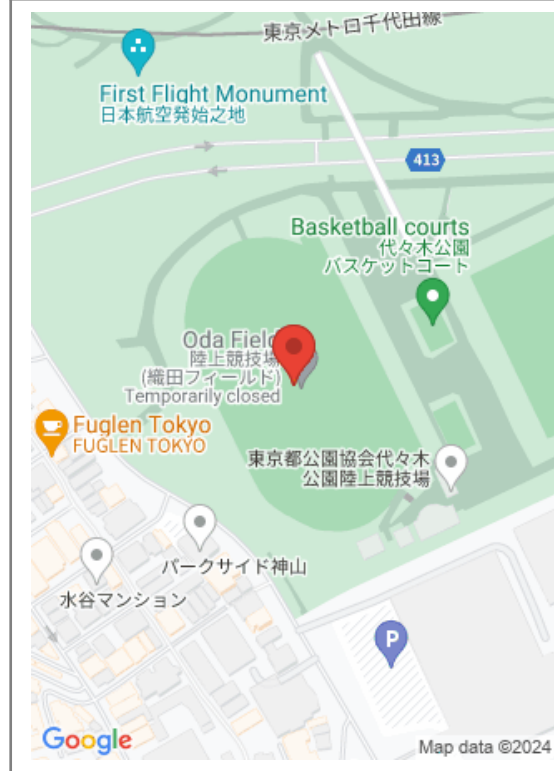 東京メトロ千代田線
First Flight Monument
日本航空発始之地
413
Basketball courts
代々木公園
バスケットコート
Oda Field
陸上競技場
(織田フィールド)
Temporarily closed
Fuglen Tokyo
FUGLEN TOKYO
東京都公園協会代々木
公園陸上競技場
パークサイド神山
水谷マンション
P
Google
Map data ©2024